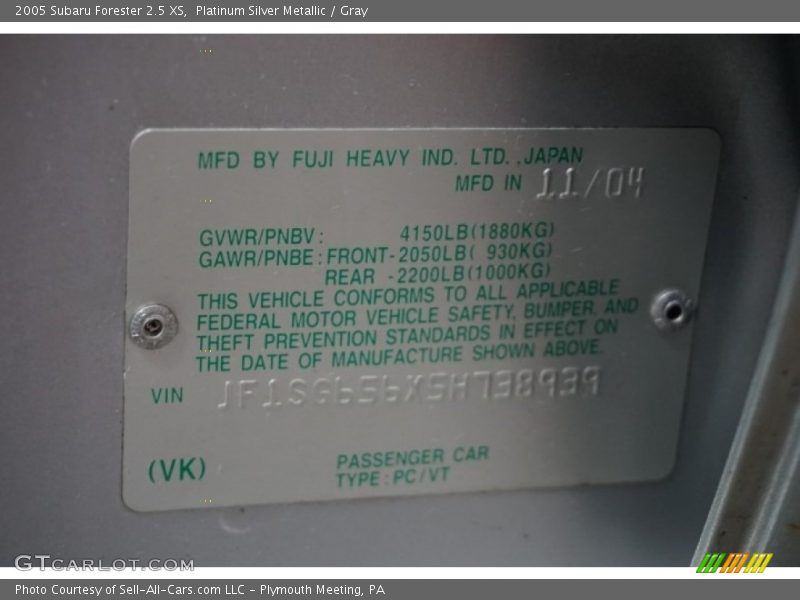 2005 Subaru Forester 2.5 XS, Platinum Silver Metallic / Gray
MFD BY FUJI HEAVY IND. LTD. ,JAPAN
MFD IN 11/04
GVWR/PNBV: 4150LB(1880KG)
GAWR/PNBE: FRONT-2050LB( 930KG)
REAR -2200LB(1000KG)
THIS VEHICLE CONFORMS TO ALL APPLICABLE
FEDERAL MOTOR VEHICLE SAFETY, BUMPER, AND
THEFT PREVENTION STANDARDS IN EFFECT ON
THE DATE OF MANUFACTURE SHOWN ABOVE.
VIN
(VK)
PASSENGER CAR
TYPE:PC/VT
GTcarlot.com
Photo Courtesy of Sell-All-Cars.com LLC - Plymouth Meeting, PA